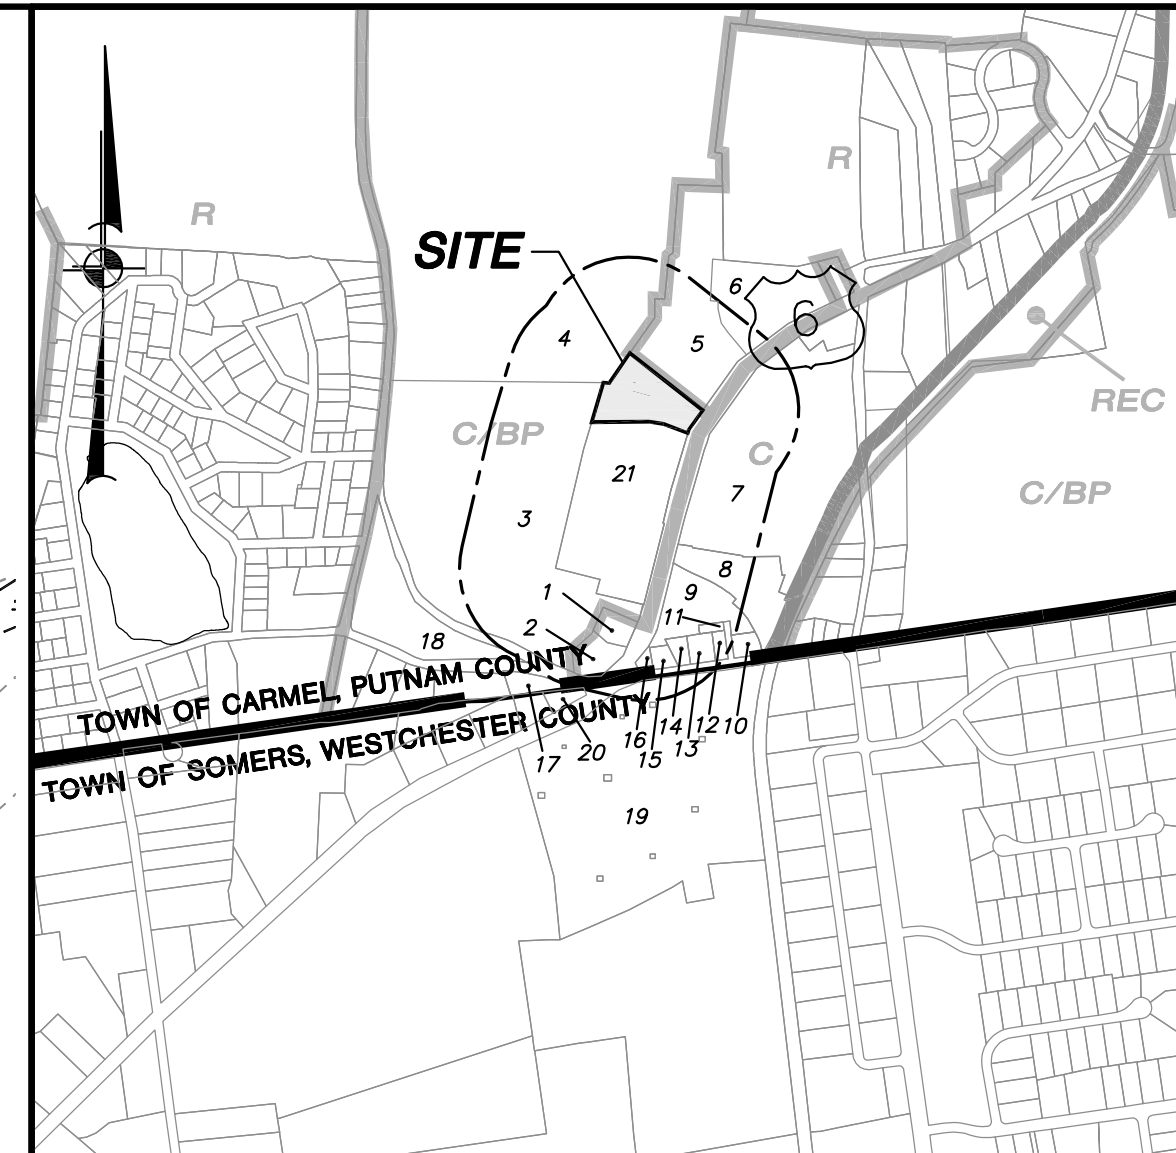 R
R
SITE
6
6
4
5
REC
C/BP
C
21
7
C/BP
3
8
1
9
11
2
18
TOWN OF CARMEL, PUTNAM COUNTY
TOWN OF SOMERS, WESTCHESTER COUNTY
16
14
12
10
15
13
17
20
19